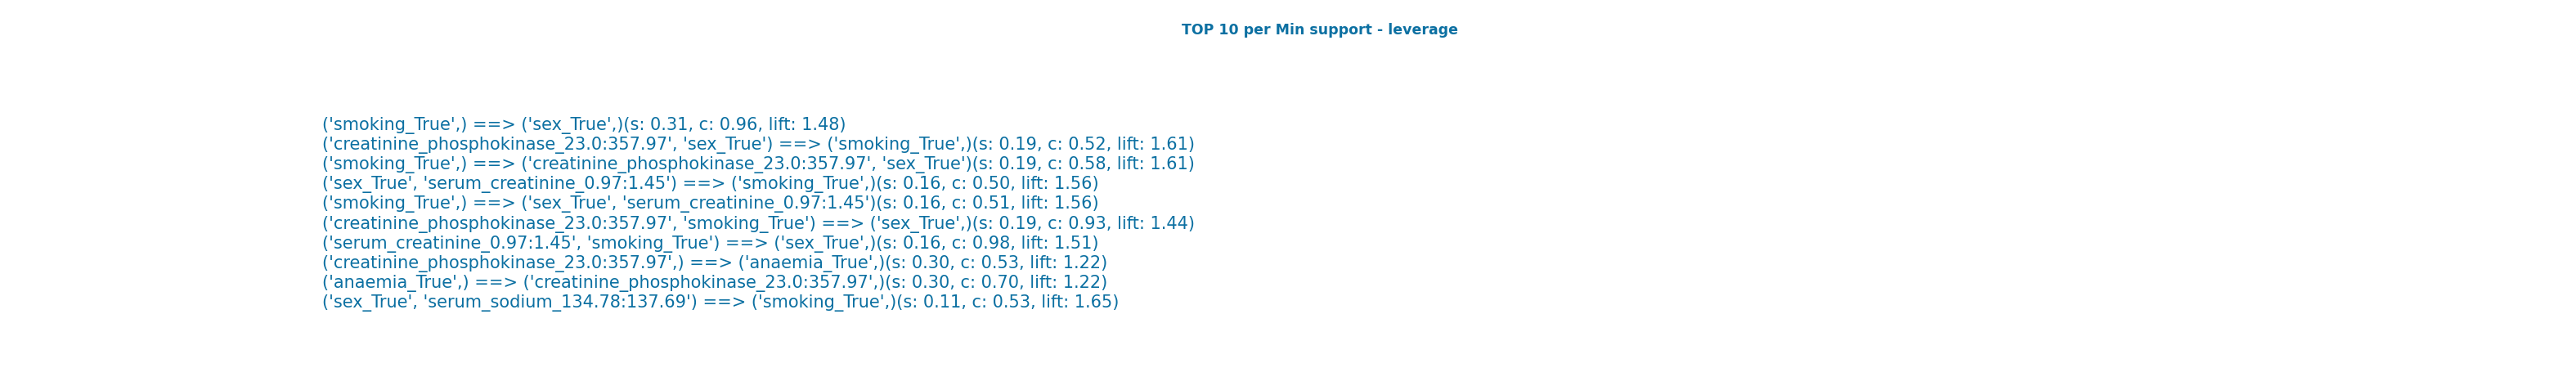 TOP 10 per Min support - leverage
('smoking_True',) ==> ('sex_True',)(s: 0.31, c: 0.96, lift: 1.48)
('creatinine_phosphokinase_23.0:357.97', 'sex_True') ==> ('smoking_True',)(s: 0.19, c: 0.52, lift: 1.61)
('smoking_True',) ==> ('creatinine_phosphokinase_23.0:357.97', 'sex_True')(s: 0.19, c: 0.58, lift: 1.61)
('sex_True', 'serum_creatinine_0.97:1.45') ==> ('smoking_True',)(s: 0.16, c: 0.50, lift: 1.56)
('smoking_True',) ==> ('sex_True', 'serum_creatinine_0.97:1.45')(s: 0.16, c: 0.51, lift: 1.56)
('creatinine_phosphokinase_23.0:357.97', 'smoking_True') ==> ('sex_True',)(s: 0.19, c: 0.93, lift: 1.44)
('serum_creatinine_0.97:1.45', 'smoking_True') ==> ('sex_True',)(s: 0.16, c: 0.98, lift: 1.51)
('creatinine_phosphokinase_23.0:357.97',) ==> ('anaemia_True',)(s: 0.30, c: 0.53, lift: 1.22)
('anaemia_True',) ==> ('creatinine_phosphokinase_23.0:357.97',)(s: 0.30, c: 0.70, lift: 1.22)
('sex_True', 'serum_sodium_134.78:137.69') ==> ('smoking_True',)(s: 0.11, c: 0.53, lift: 1.65)